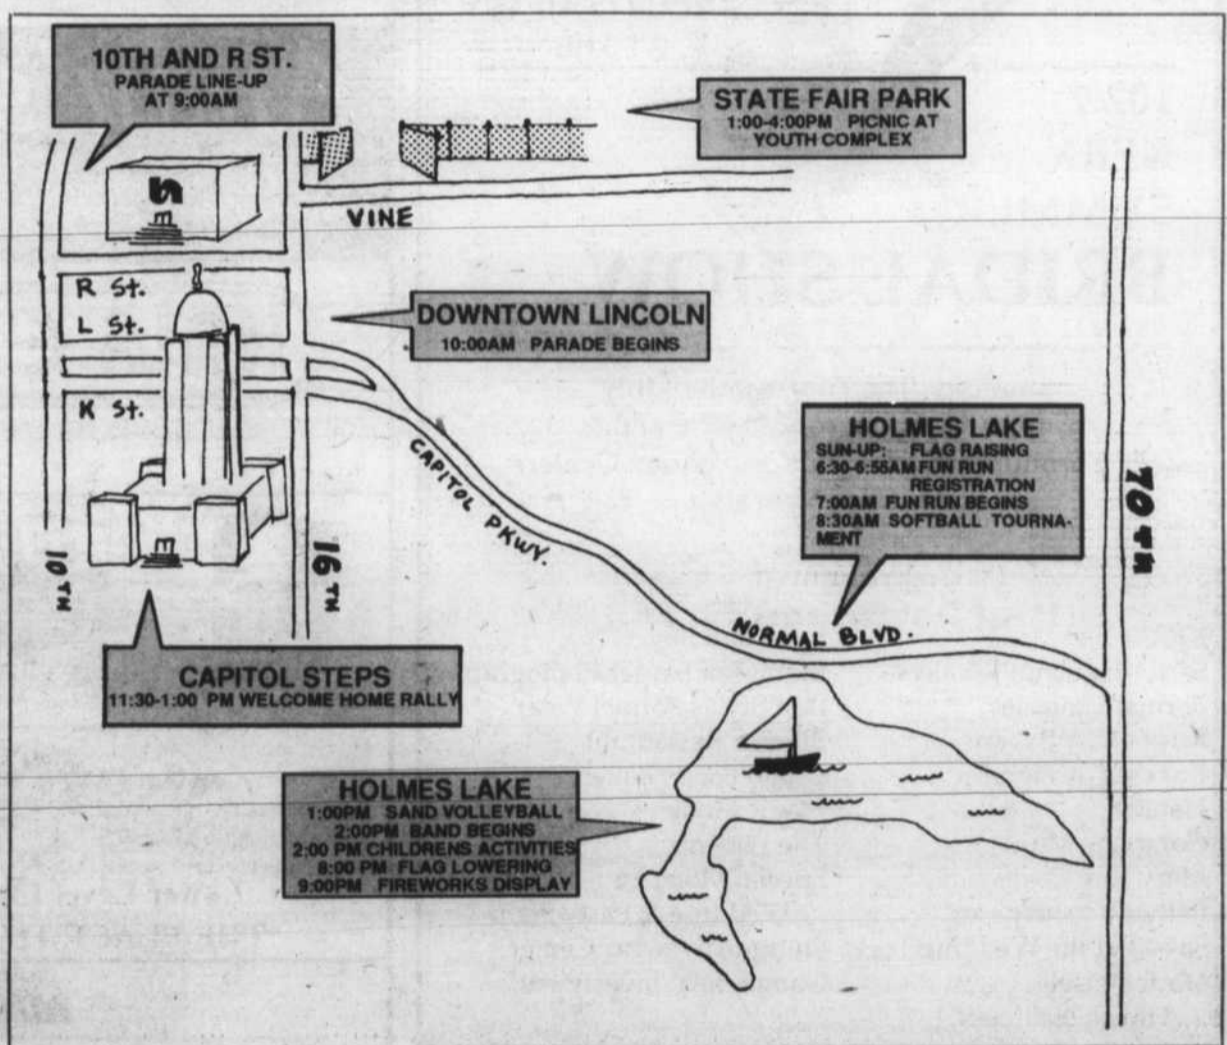 10TH AND R ST.
PARADE LINE-UP
AT 9:00AM
STATE FAIR PARK
1:00-4:00PM PICNIC AT
YOUTH COMPLEX
VINE
R St.
L St.
K St.
DOWNTOWN LINCOLN
10:00AM PARADE BEGINS
HOLMES LAKE
SUN-UP: FLAG RAISING
6:30-6:55AM FUN RUN
REGISTRATION
7:00AM FUN RUN BEGINS
8:30AM SOFTBALL TOURNA-
MENT
CAPITOL PKWY.
70TH
10TH
16TH
NORMAL BLVD.
CAPITOL STEPS
11:30-1:00 PM WELCOME HOME RALLY
HOLMES LAKE
1:00PM SAND VOLLEYBALL
2:00PM BAND BEGINS
2:00 PM CHILDRENS ACTIVITIES
8:00 PM FLAG LOWERING
9:00PM FIREWORKS DISPLAY